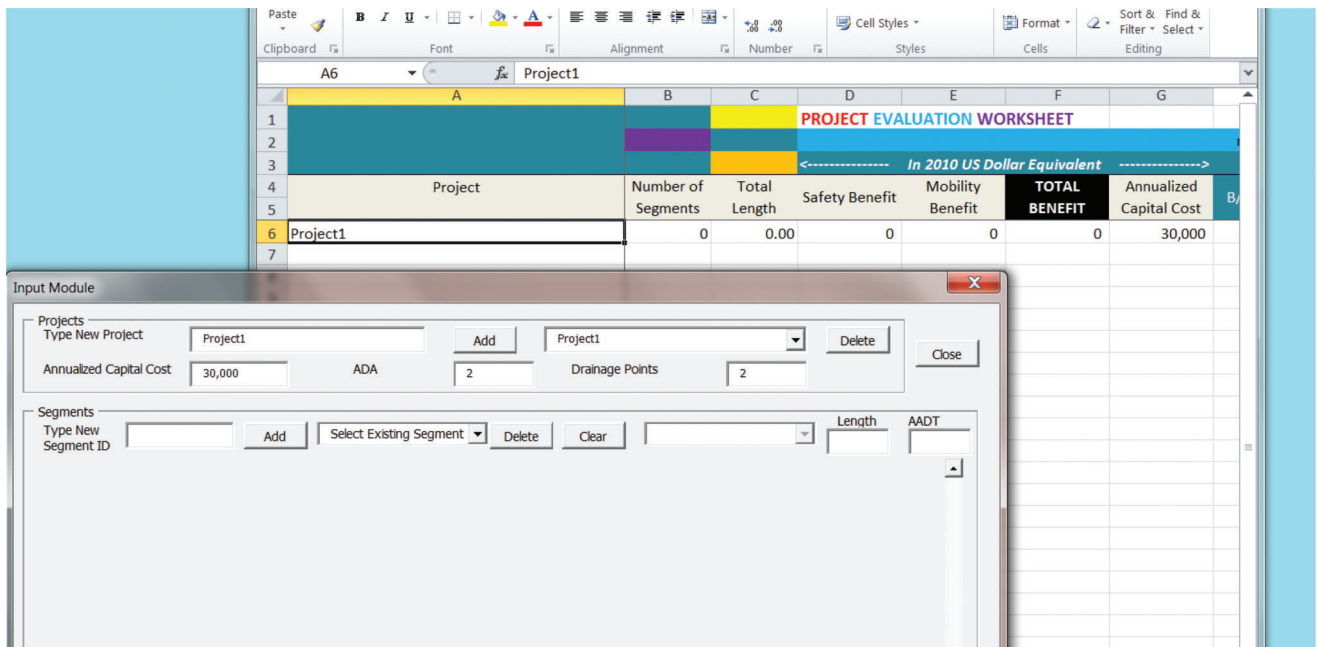 Paste
B I U A
.00 .00
Cell Styles
Format
Sort & Find &
Filter Select
Clipboard Font Alignment Number Styles Cells Editing
A6 fx Project1
A B C D E F G
1 PROJECT EVALUATION WORKSHEET
2
3 <--------------- In 2010 US Dollar Equivalent --------------->
4 Project Number of Total Safety Benefit Mobility TOTAL Annualized B/
5 Segments Length Benefit BENEFIT Capital Cost
6 Project1 0 0.00 0 0 0 30,000
7
Input Module X
Projects
Type New Project Project1 Add Project1 Delete
Close
Annualized Capital Cost 30,000 ADA 2 Drainage Points 2
Segments
Type New
Segment ID Add Select Existing Segment Delete Clear Length AADT